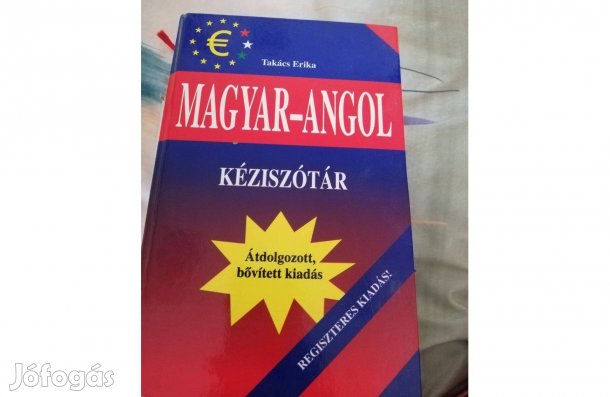 €
Takács Erika
MAGYAR-ANGOL
KÉZISZÓTÁR
Átdolgozott,
bővített kiadás
REGISZTERES KIADÁS!
Jófogás